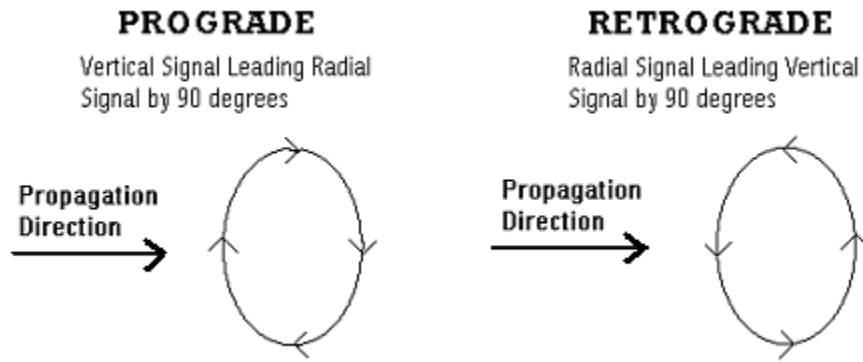 PROGRADE
Vertical Signal Leading Radial
Signal by 90 degrees
Propagation
Direction
RETROGRADE
Radial Signal Leading Vertical
Signal by 90 degrees
Propagation
Direction